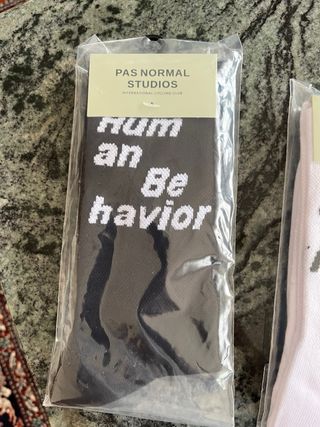 PAS NORMAL
STUDIOS
INTERNATIONAL CYCLING CLUB
Hum
an
Be
havior